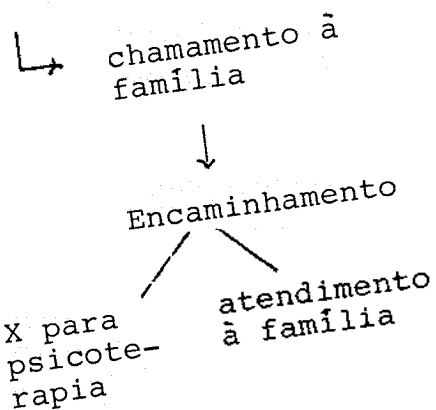 chamamento à
família
Encaminhamento
X para
psicote-
rapia
atendimento
à família